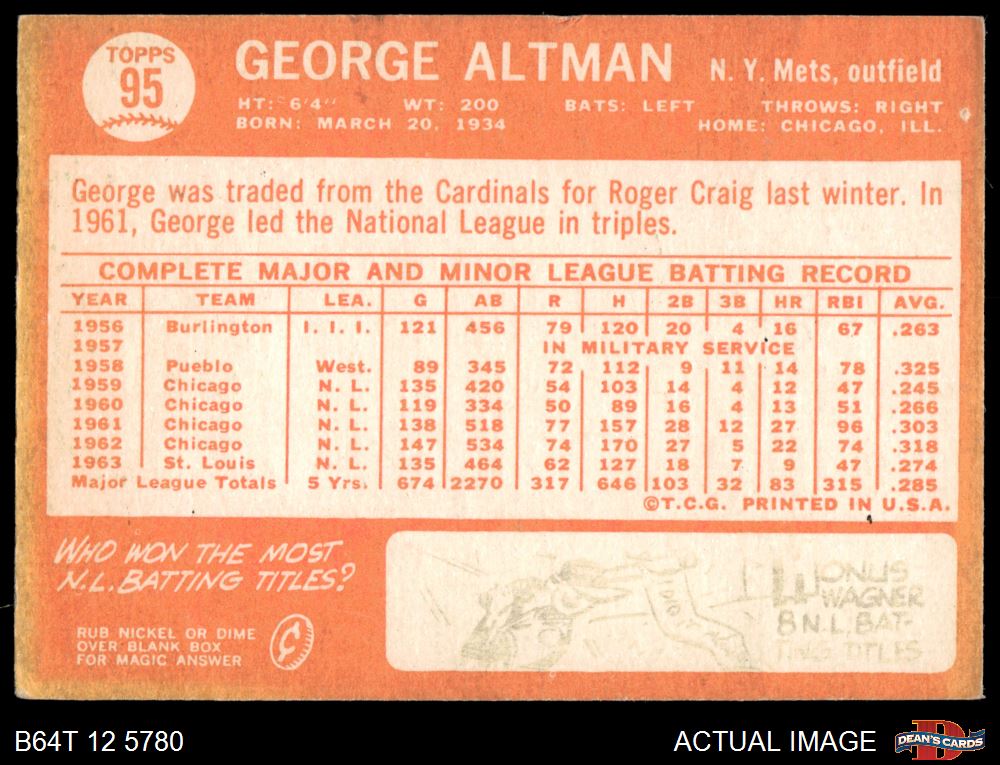 TOPPS
95
GEORGE ALTMAN N. Y. Mets, outfield
HT: 6'4" WT: 200 BATS: LEFT THROWS: RIGHT
BORN: MARCH 20, 1934 HOME: CHICAGO, ILL.
George was traded from the Cardinals for Roger Craig last winter. In
1961, George led the National League in triples.
COMPLETE MAJOR AND MINOR LEAGUE BATTING RECORD
YEAR TEAM LEA. G AB R H 2B 3B HR RBI AVG.
1956 Burlington I. I. I. 121 456 79 120 20 4 16 67 .263
1957 IN MILITARY SERVICE
1958 Pueblo West. 89 345 72 112 9 11 14 78 .325
1959 Chicago N. L. 135 420 54 103 14 4 12 47 .245
1960 Chicago N. L. 119 334 50 89 16 4 13 51 .266
1961 Chicago N. L. 138 518 77 157 28 12 27 96 .303
1962 Chicago N. L. 147 534 74 170 27 5 22 74 .318
1963 St. Louis N. L. 135 464 62 127 18 7 9 47 .274
Major League Totals 5 Yrs. 674 2270 317 646 103 32 83 315 .285
©T.C.G. PRINTED IN U.S.A.
WHO WON THE MOST
N.L. BATTING TITLES?
RUB NICKEL OR DIME
OVER BLANK BOX
FOR MAGIC ANSWER
¢
WAGNER
8 N.L. BAT-
TING TITLES
B64T 12 5780
ACTUAL IMAGE
DEAN'S CARDS